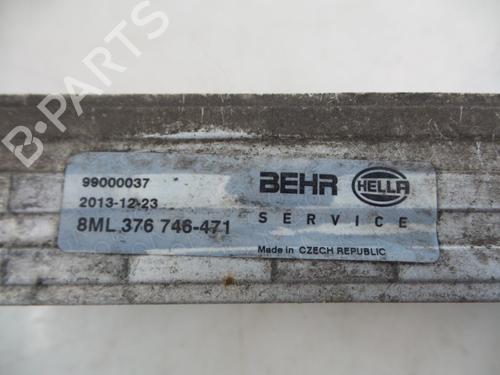 B-PARTS
99000037
2013-12-23
8ML 376 746-471
BEHR HELLA
SERVICE
Made in CZECH REPUBLIC